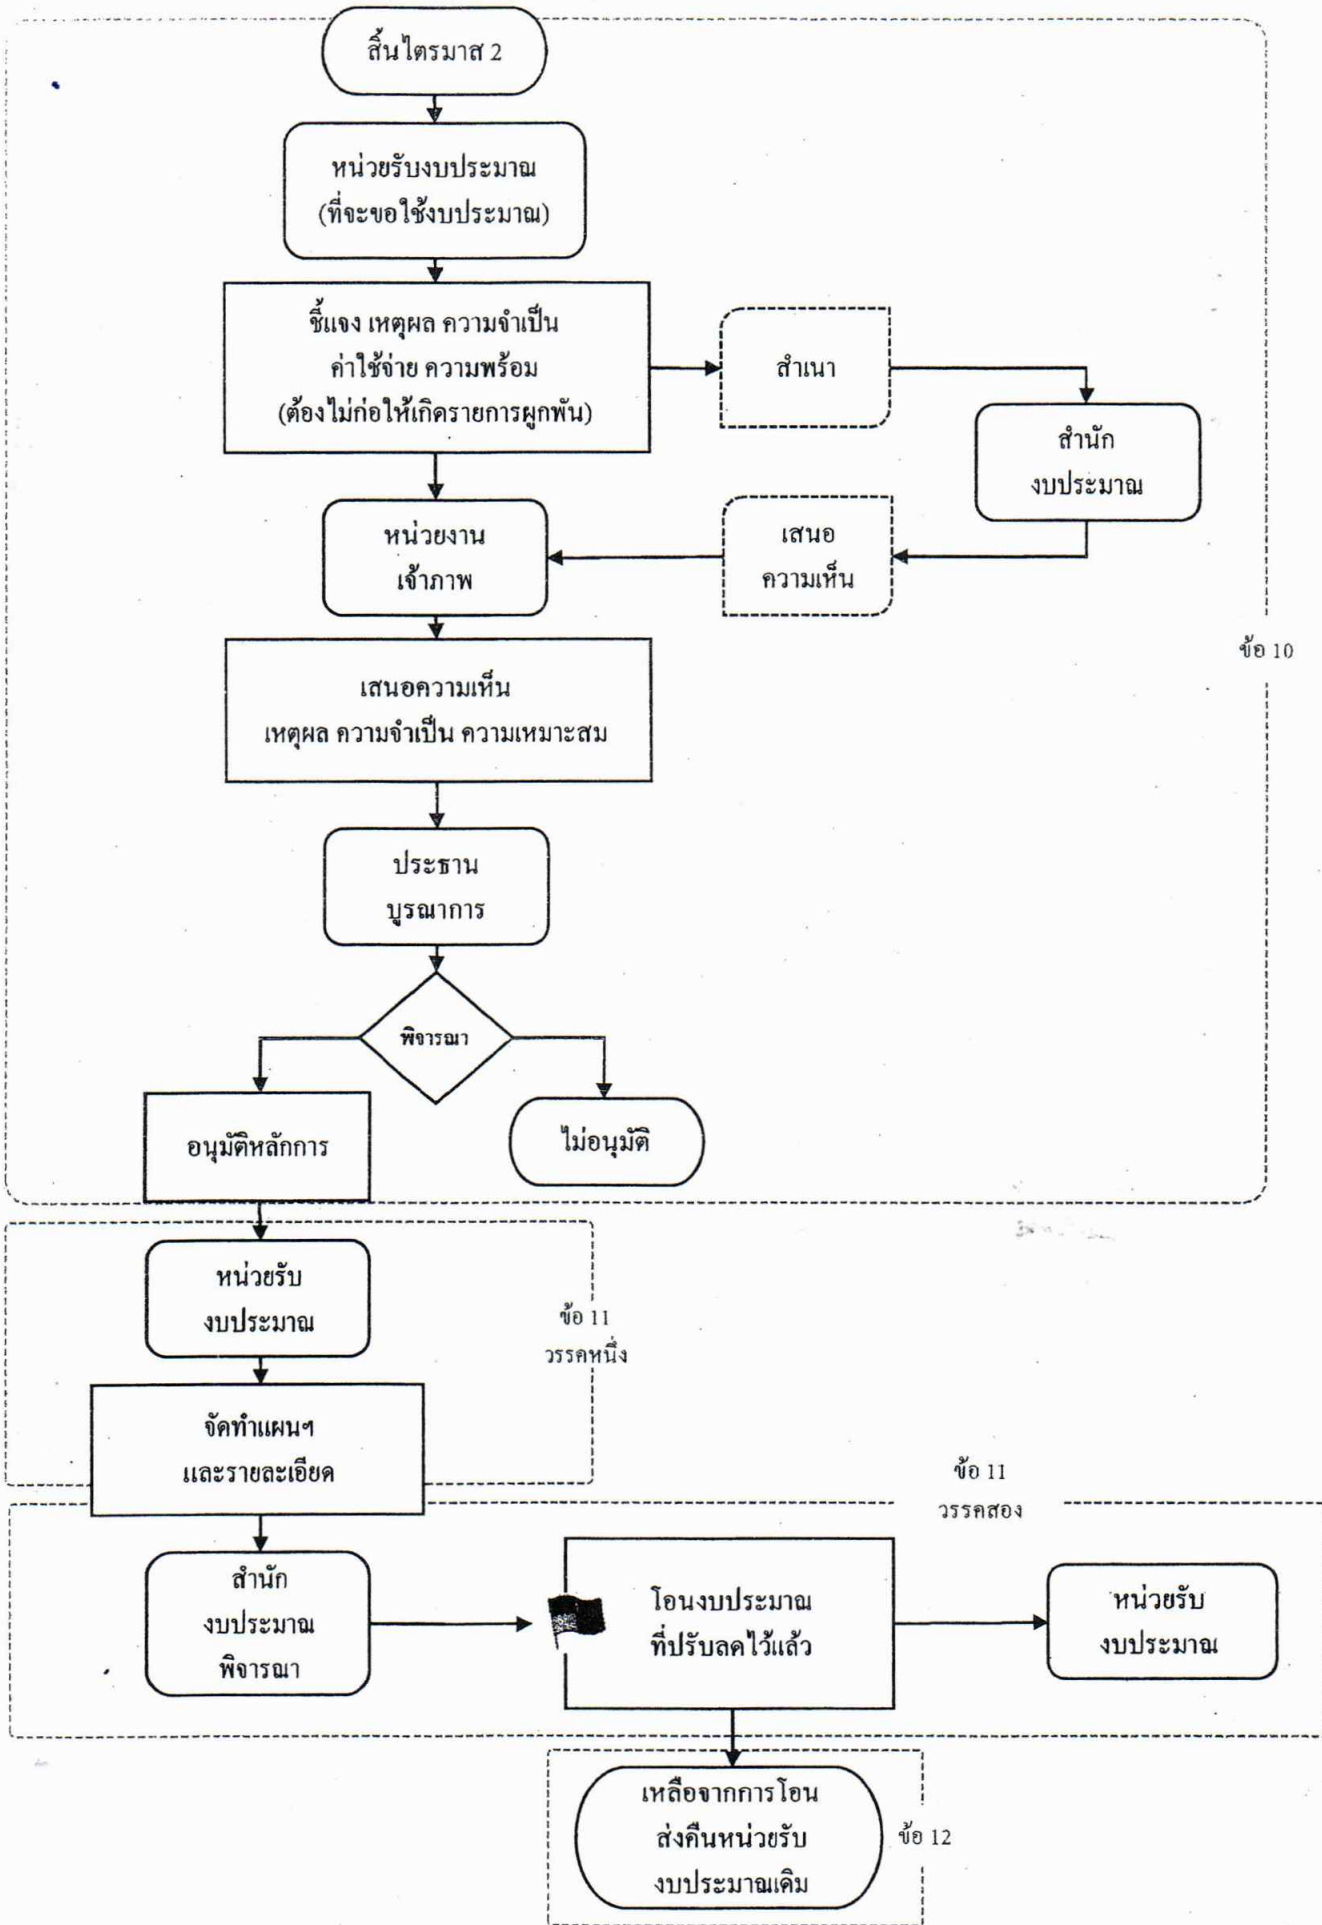 สิ้นไตรมาส 2
หน่วยรับงบประมาณ
(ที่จะขอใช้งบประมาณ)
ชี้แจง เหตุผล ความจำเป็น
ค่าใช้จ่าย ความพร้อม
(ต้องไม่ก่อให้เกิดรายการผูกพัน)
สำเนา
สำนัก
งบประมาณ
หน่วยงาน
เจ้าภาพ
เสนอ
ความเห็น
ข้อ 10
เสนอความเห็น
เหตุผล ความจำเป็น ความเหมาะสม
ประธาน
บูรณาการ
พิจารณา
อนุมัติหลักการ
ไม่อนุมัติ
หน่วยรับ
งบประมาณ
ข้อ 11
วรรคหนึ่ง
จัดทำแผนฯ
และรายละเอียด
ข้อ 11
วรรคสอง
สำนัก
งบประมาณ
พิจารณา
โอนงบประมาณ
ที่ปรับลดไว้แล้ว
หน่วยรับ
งบประมาณ
เหลือจากการโอน
ส่งคืนหน่วยรับ
งบประมาณเดิม
ข้อ 12